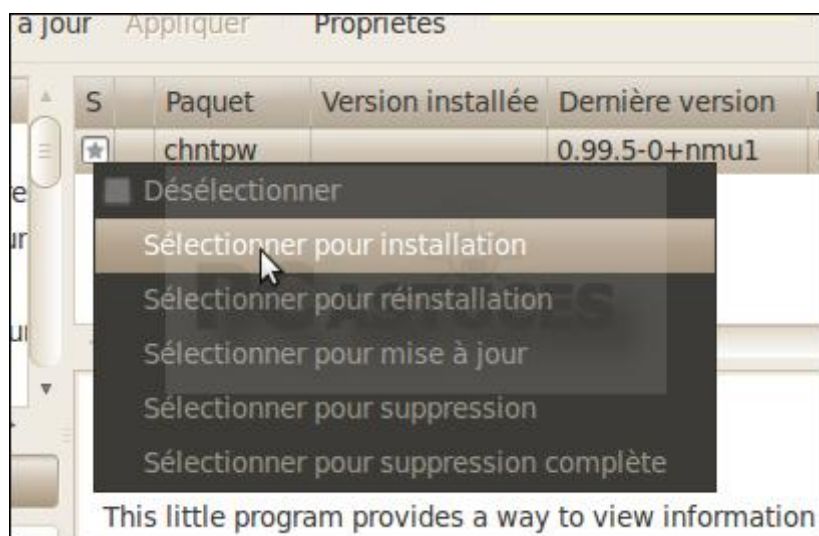 à jour Appliquer Propriétés
S Paquet Version installée Dernière version
chntpw 0.99.5-0+nmu1
Désélectionner
Sélectionner pour installation
Sélectionner pour réinstallation
Sélectionner pour mise à jour
Sélectionner pour suppression
Sélectionner pour suppression complète
PC ASTUCES
This little program provides a way to view information